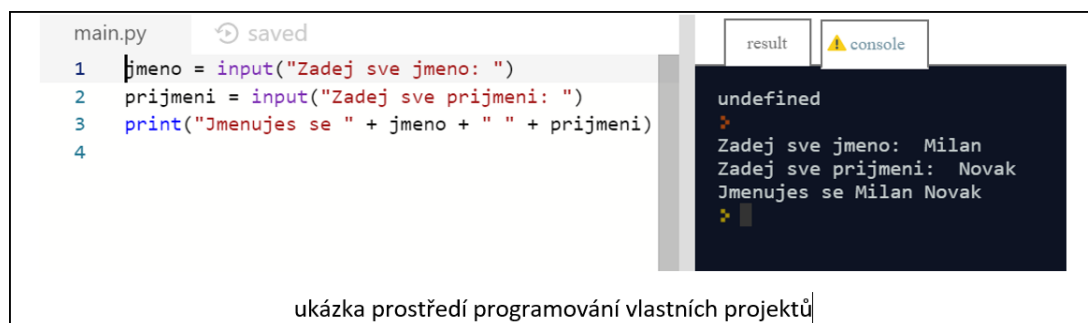 main.py saved
1 jmeno = input("Zadej sve jmeno: ")
2 prijmeni = input("Zadej sve prijmeni: ")
3 print("Jmenujes se " + jmeno + " " + prijmeni)
4
result console
undefined
Zadej sve jmeno:  Milan
Zadej sve prijmeni:  Novak
Jmenujes se Milan Novak
ukázka prostředí programování vlastních projektů